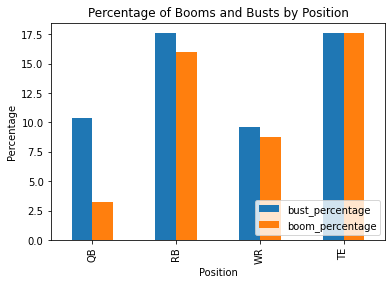 Percentage of Booms and Busts by Position
Percentage
17.5
15.0
12.5
10.0
7.5
5.0
2.5
0.0
bust_percentage
boom_percentage
QB
RB
WR
TE
Position